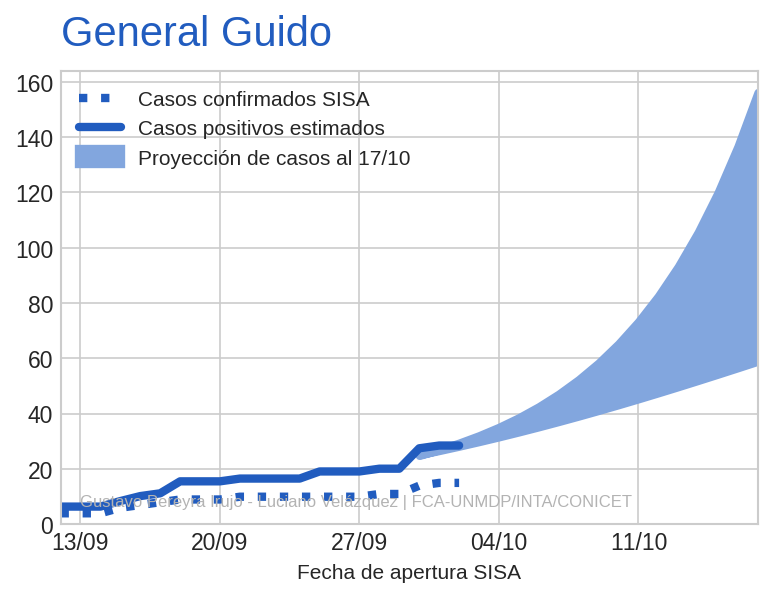 General Guido
Casos confirmados SISA
Casos positivos estimados
Proyección de casos al 17/10
160
140
120
100
80
60
40
20
0
Gustavo Pereyra Irujo - Luciano Velázquez | FCA-UNMDP/INTA/CONICET
13/09 20/09 27/09 04/10 11/10
Fecha de apertura SISA